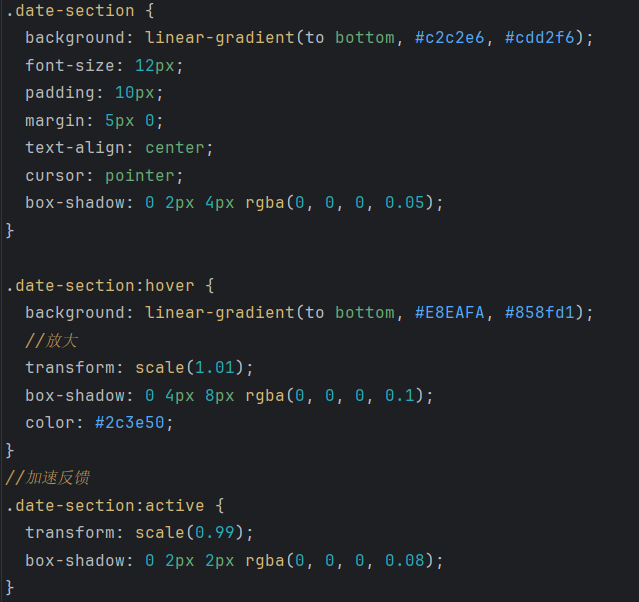 .date-section {
  background: linear-gradient(to bottom, #c2c2e6, #cdd2f6);
  font-size: 12px;
  padding: 10px;
  margin: 5px 0;
  text-align: center;
  cursor: pointer;
  box-shadow: 0 2px 4px rgba(0, 0, 0, 0.05);
}

.date-section:hover {
  background: linear-gradient(to bottom, #E8EAFA, #858fd1);
  //放大
  transform: scale(1.01);
  box-shadow: 0 4px 8px rgba(0, 0, 0, 0.1);
  color: #2c3e50;
}
//加速反馈
.date-section:active {
  transform: scale(0.99);
  box-shadow: 0 2px 2px rgba(0, 0, 0, 0.08);
}